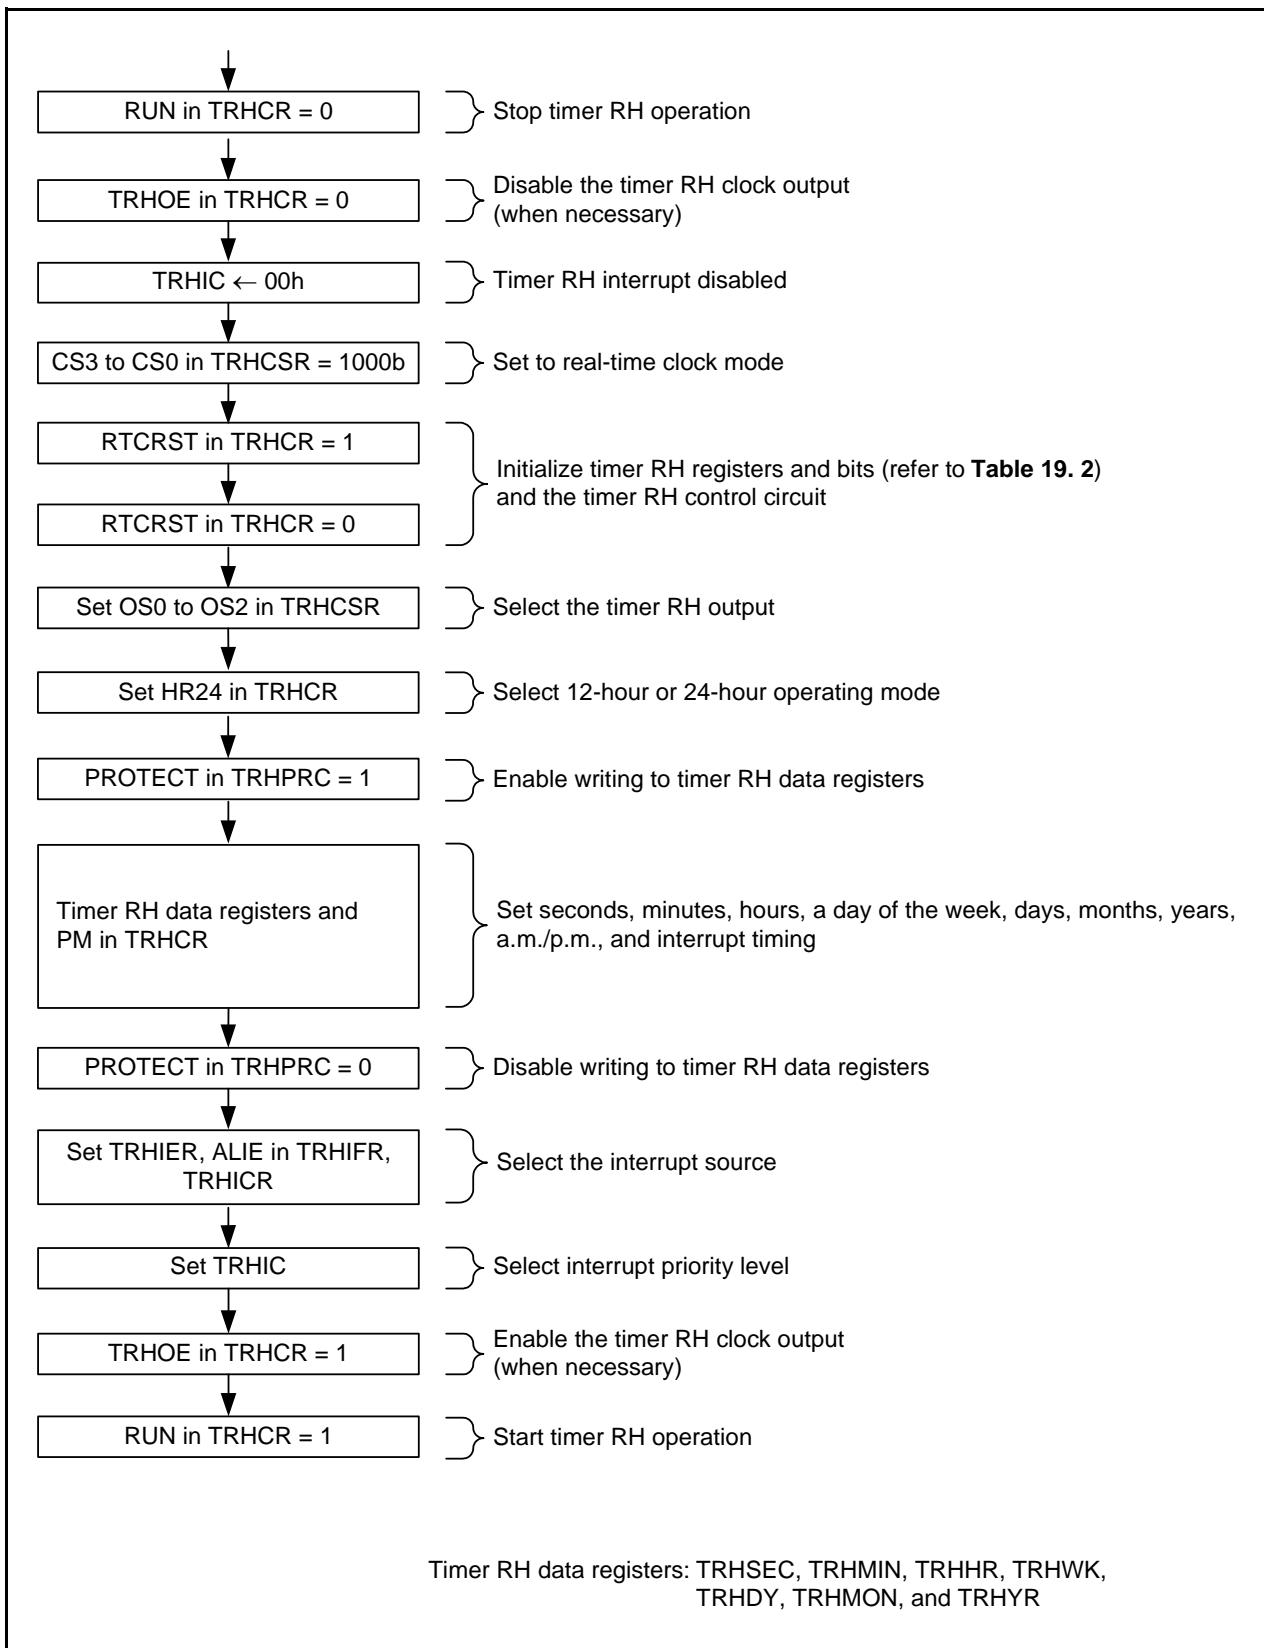 RUN in TRHCR = 0
Stop timer RH operation
TRHOE in TRHCR = 0
Disable the timer RH clock output
(when necessary)
TRHIC ← 00h
Timer RH interrupt disabled
CS3 to CS0 in TRHCSR = 1000b
Set to real-time clock mode
RTCRST in TRHCR = 1
Initialize timer RH registers and bits (refer to Table 19. 2)
and the timer RH control circuit
RTCRST in TRHCR = 0
Set OS0 to OS2 in TRHCSR
Select the timer RH output
Set HR24 in TRHCR
Select 12-hour or 24-hour operating mode
PROTECT in TRHPRC = 1
Enable writing to timer RH data registers
Timer RH data registers and
PM in TRHCR
Set seconds, minutes, hours, a day of the week, days, months, years,
a.m./p.m., and interrupt timing
PROTECT in TRHPRC = 0
Disable writing to timer RH data registers
Set TRHIER, ALIE in TRHIFR,
TRHICR
Select the interrupt source
Set TRHIC
Select interrupt priority level
TRHOE in TRHCR = 1
Enable the timer RH clock output
(when necessary)
RUN in TRHCR = 1
Start timer RH operation
Timer RH data registers: TRHSEC, TRHMIN, TRHHR, TRHWK,
TRHDY, TRHMON, and TRHYR